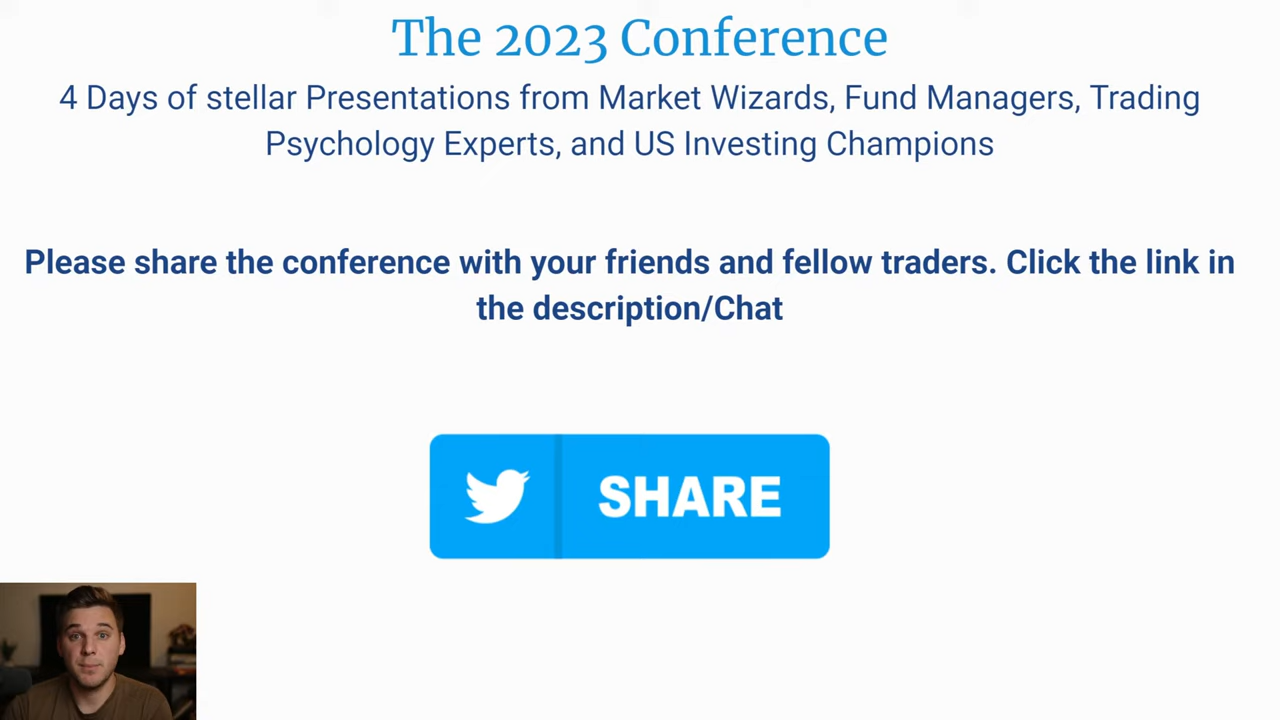 The 2023 Conference
4 Days of stellar Presentations from Market Wizards, Fund Managers, Trading
Psychology Experts, and US Investing Champions
Please share the conference with your friends and fellow traders. Click the link in
the description/Chat
SHARE